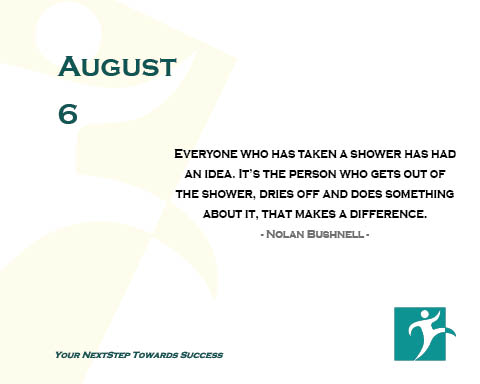 August
6
Everyone who has taken a shower has had
an idea. It's the person who gets out of
the shower, dries off and does something
about it, that makes a difference.
- Nolan Bushnell -
Your NextStep Towards Success